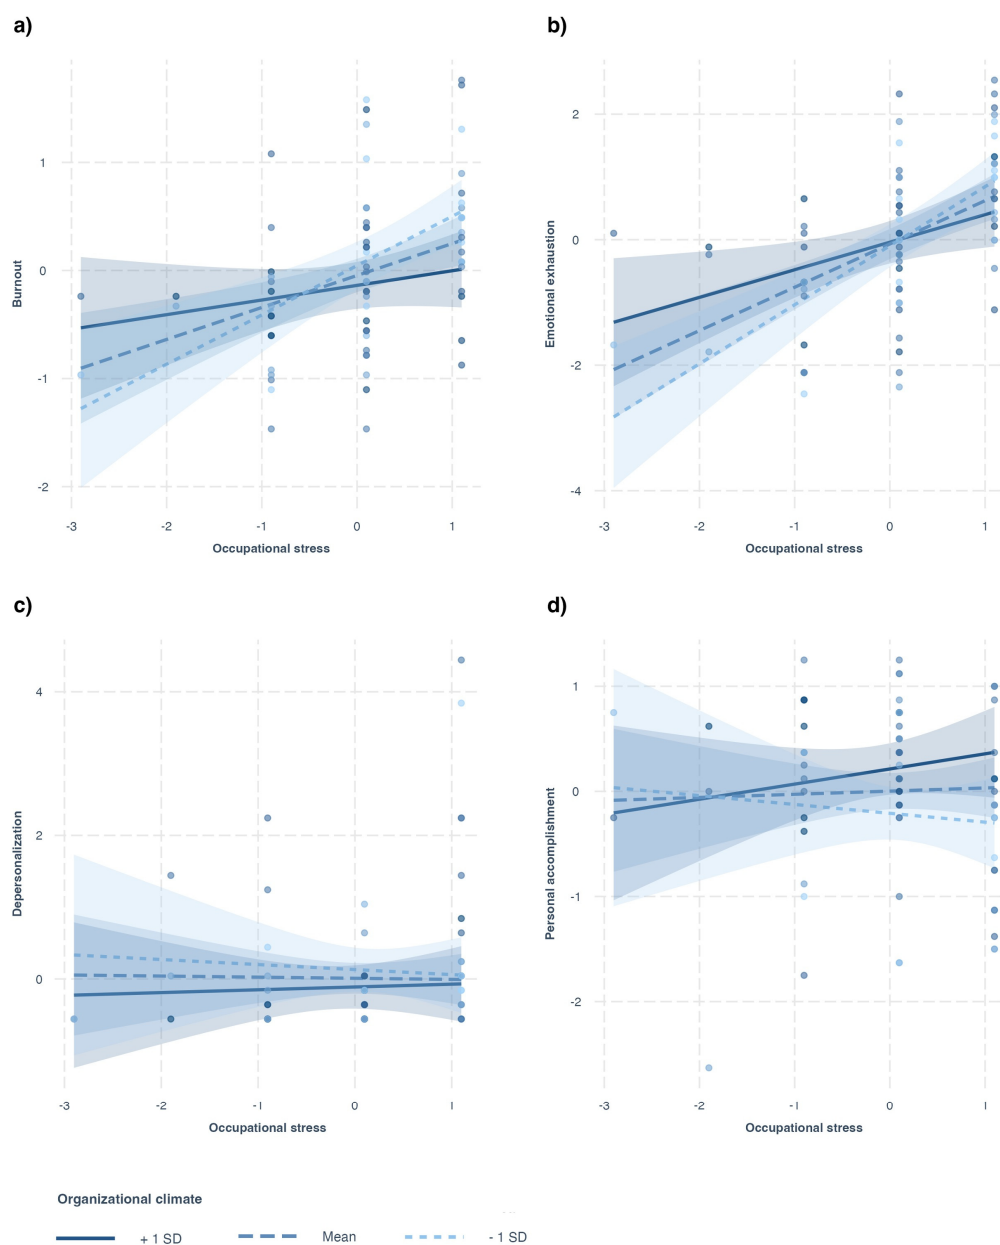 a)
b)
Burnout
1
0
-1
-2
-3 -2 -1 0 1
Occupational stress
Emotional exhaustion
2
0
-2
-4
-3 -2 -1 0 1
Occupational stress
c)
d)
Depersonalization
4
2
0
-3 -2 -1 0 1
Occupational stress
Personal accomplishment
1
0
-1
-2
-3 -2 -1 0 1
Occupational stress
Organizational climate
+ 1 SD Mean - 1 SD